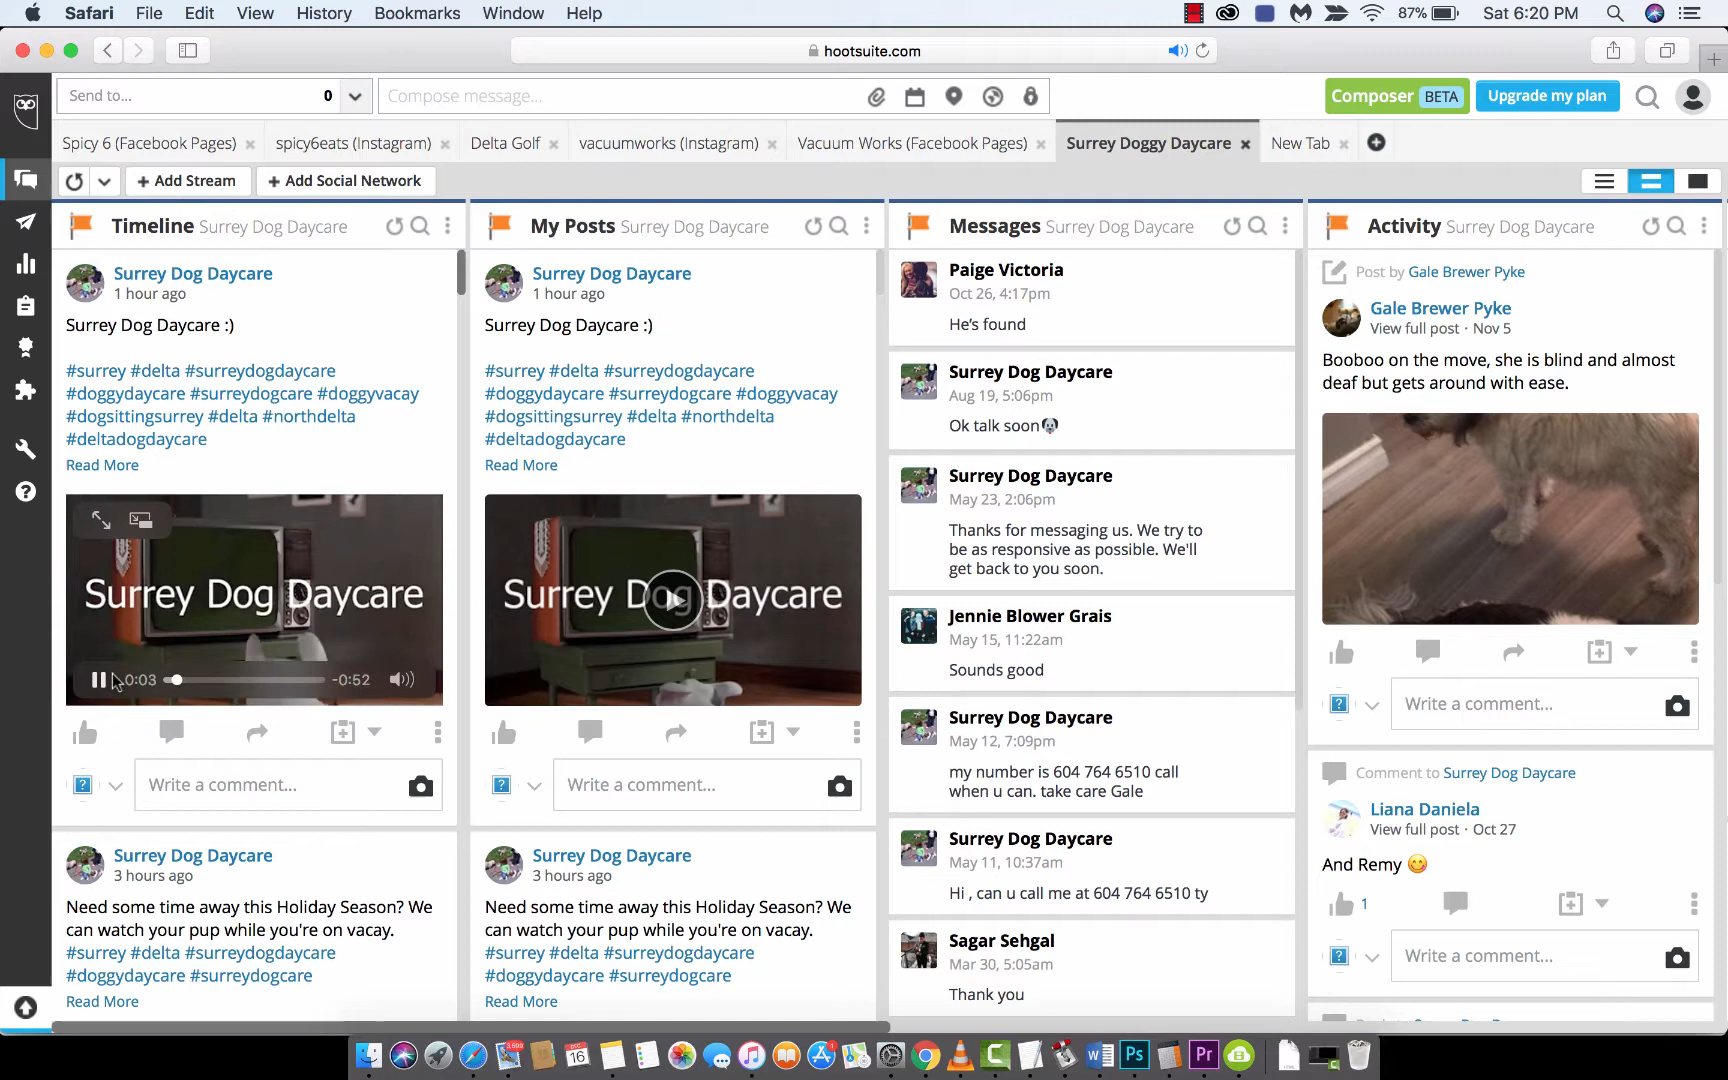 Safari File Edit View History Bookmarks Window Help 87% Sat 6:20 PM
hootsuite.com
Send to... 0 Compose message... Composer BETA Upgrade my plan
Spicy 6 (Facebook Pages) spicy6eats (Instagram) Delta Golf vacuumworks (Instagram) Vacuum Works (Facebook Pages) Surrey Doggy Daycare New Tab
+ Add Stream + Add Social Network
Timeline Surrey Dog Daycare
Surrey Dog Daycare
1 hour ago
Surrey Dog Daycare :)
#surrey #delta #surreydogdaycare
#doggydaycare #surreydogcare #doggyvacay
#dogsittingsurrey #delta #northdelta
#deltadogdaycare
Read More
Surrey Dog Daycare
0:03 -0:52
Write a comment...
Surrey Dog Daycare
3 hours ago
Need some time away this Holiday Season? We
can watch your pup while you're on vacay.
#surrey #delta #surreydogdaycare
#doggydaycare #surreydogcare
Read More
My Posts Surrey Dog Daycare
Surrey Dog Daycare
1 hour ago
Surrey Dog Daycare :)
#surrey #delta #surreydogdaycare
#doggydaycare #surreydogcare #doggyvacay
#dogsittingsurrey #delta #northdelta
#deltadogdaycare
Read More
Surrey Dog Daycare
Write a comment...
Surrey Dog Daycare
3 hours ago
Need some time away this Holiday Season? We
can watch your pup while you're on vacay.
#surrey #delta #surreydogdaycare
#doggydaycare #surreydogcare
Read More
Messages Surrey Dog Daycare
Paige Victoria
Oct 26, 4:17pm
He's found
Surrey Dog Daycare
Aug 19, 5:06pm
Ok talk soon🐶
Surrey Dog Daycare
May 23, 2:06pm
Thanks for messaging us. We try to
be as responsive as possible. We'll
get back to you soon.
Jennie Blower Grais
May 15, 11:22am
Sounds good
Surrey Dog Daycare
May 12, 7:09pm
my number is 604 764 6510 call
when u can. take care Gale
Surrey Dog Daycare
May 11, 10:37am
Hi , can u call me at 604 764 6510 ty
Sagar Sehgal
Mar 30, 5:05am
Thank you
Activity Surrey Dog Daycare
Post by Gale Brewer Pyke
Gale Brewer Pyke
View full post · Nov 5
Booboo on the move, she is blind and almost
deaf but gets around with ease.
Write a comment...
Comment to Surrey Dog Daycare
Liana Daniela
View full post · Oct 27
And Remy 😋
1
Write a comment...
3,599 DEC 16 1 Ps Pr